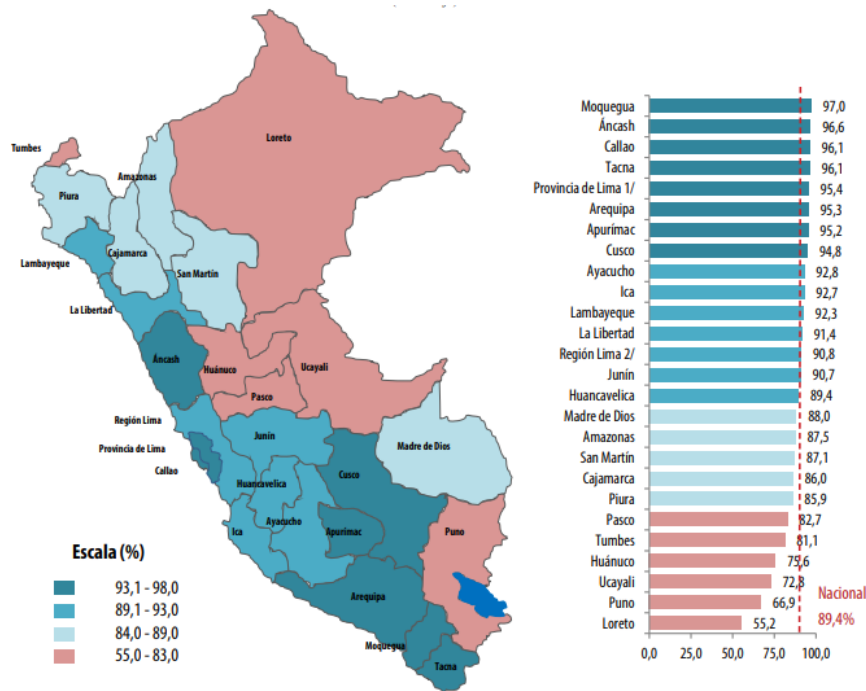 Loreto
Tumbes
Amazonas
Piura
Cajamarca
Lambayeque
San Martín
La Libertad
Áncash
Huánuco
Ucayali
Pasco
Región Lima
Junín
Madre de Dios
Provincia de Lima
Callao
Cusco
Huancavelica
Ica
Ayacucho
Apurímac
Puno
Arequipa
Moquegua
Tacna
Escala (%)
93,1 - 98,0
89,1 - 93,0
84,0 - 89,0
55,0 - 83,0
Moquegua 97,0
Áncash 96,6
Callao 96,1
Tacna 96,1
Provincia de Lima 1/ 95,4
Arequipa 95,3
Apurímac 95,2
Cusco 94,8
Ayacucho 92,8
Ica 92,7
Lambayeque 92,3
La Libertad 91,4
Región Lima 2/ 90,8
Junín 90,7
Huancavelica 89,4
Madre de Dios 88,0
Amazonas 87,5
San Martín 87,1
Cajamarca 86,0
Piura 85,9
Pasco 82,7
Tumbes 81,1
Huánuco 75,6
Ucayali 72,3
Puno 66,9
Loreto 55,2
Nacional
89,4%
0,0 25,0 50,0 75,0 100,0